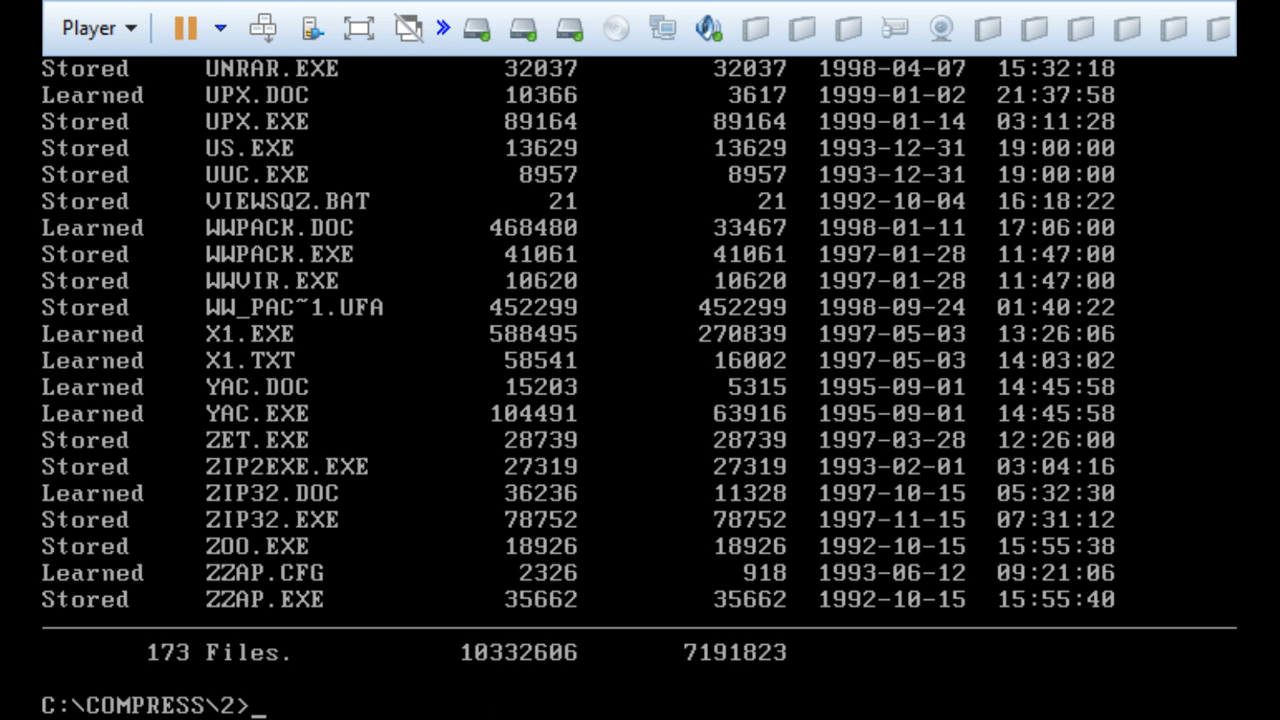 Player
Stored UNRAR.EXE 32037 32037 1998-04-07 15:32:18
Learned UPX.DOC 10366 3617 1999-01-02 21:37:58
Stored UPX.EXE 89164 89164 1999-01-14 03:11:28
Stored US.EXE 13629 13629 1993-12-31 19:00:00
Stored UUC.EXE 8957 8957 1993-12-31 19:00:00
Stored VIEWSQZ.BAT 21 21 1992-10-04 16:18:22
Learned WWPACK.DOC 468480 33467 1998-01-11 17:06:00
Stored WWPACK.EXE 41061 41061 1997-01-28 11:47:00
Stored WWVIR.EXE 10620 10620 1997-01-28 11:47:00
Stored WW_PAC~1.UFA 452299 452299 1998-09-24 01:40:22
Learned X1.EXE 588495 270839 1997-05-03 13:26:06
Learned X1.TXT 58541 16002 1997-05-03 14:03:02
Learned YAC.DOC 15203 5315 1995-09-01 14:45:58
Learned YAC.EXE 104491 63916 1995-09-01 14:45:58
Stored ZET.EXE 28739 28739 1997-03-28 12:26:00
Stored ZIP2EXE.EXE 27319 27319 1993-02-01 03:04:16
Learned ZIP32.DOC 36236 11328 1997-10-15 05:32:30
Stored ZIP32.EXE 78752 78752 1997-11-15 07:31:12
Stored ZOO.EXE 18926 18926 1992-10-15 15:55:38
Learned ZZAP.CFG 2326 918 1993-06-12 09:21:06
Stored ZZAP.EXE 35662 35662 1992-10-15 15:55:40
173 Files. 10332606 7191823
C:\COMPRESS\2>_